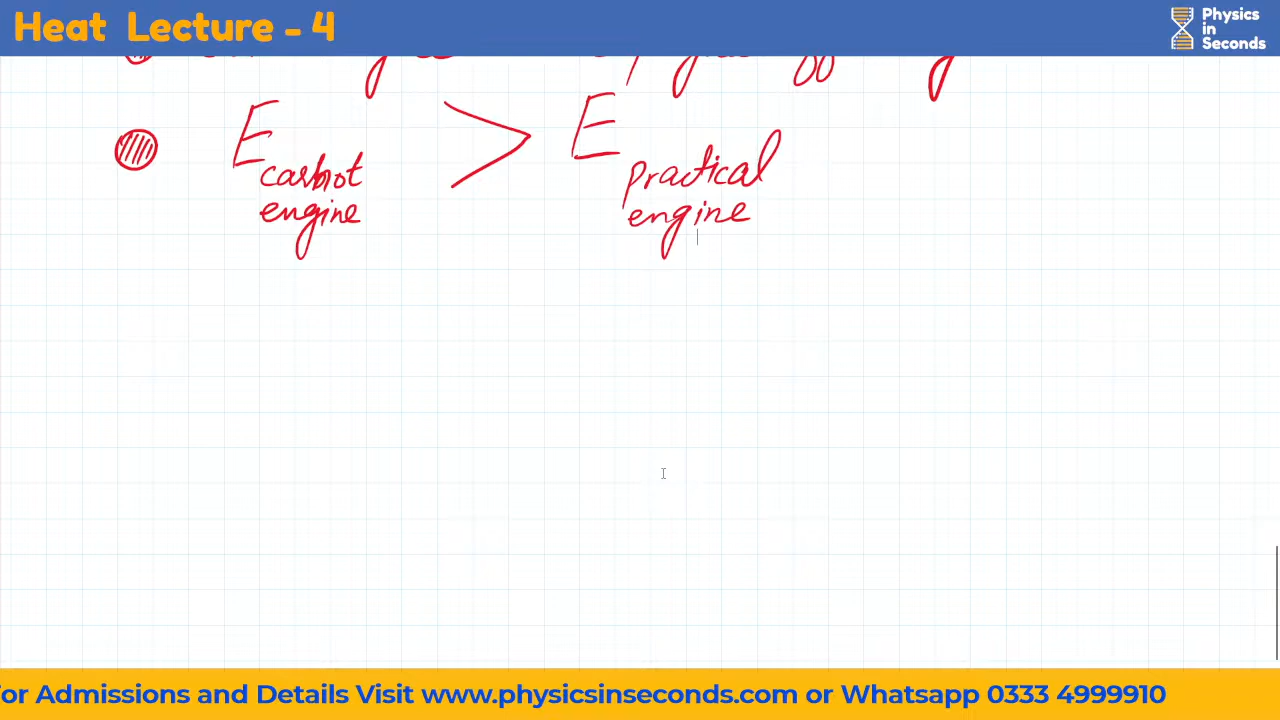 Heat Lecture - 4
Physics
in
Seconds
E carnot engine > E practical engine
For Admissions and Details Visit www.physicsinseconds.com or Whatsapp 0333 4999910